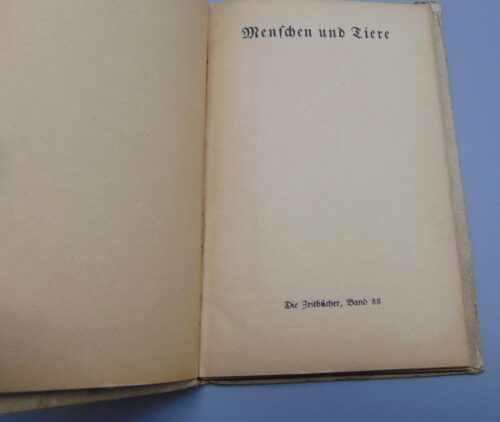 Menſchen und Tiere
Die Zeitbücher, Band 88